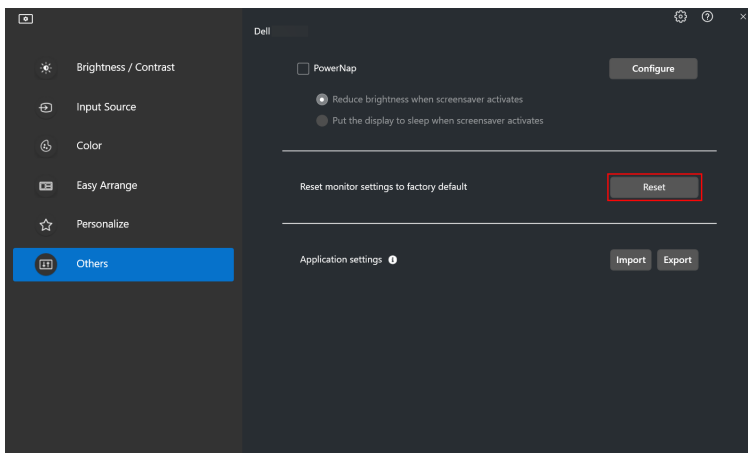 Dell
Brightness / Contrast
Input Source
Color
Easy Arrange
Personalize
Others
PowerNap
Configure
Reduce brightness when screensaver activates
Put the display to sleep when screensaver activates
Reset monitor settings to factory default
Reset
Application settings
Import Export